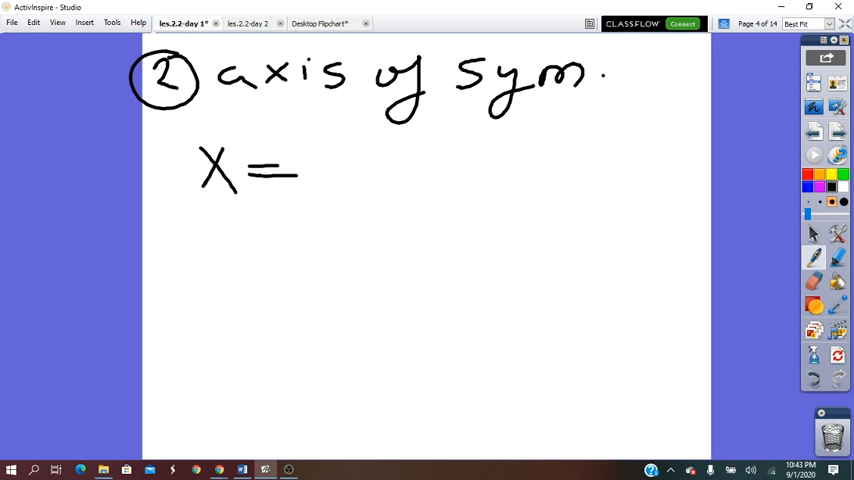 ActivInspire - Studio
File Edit View Insert Tools Help
les.2.2-day 1*
les.2.2-day 2
Desktop Flipchart*
CLASSFLOW
Connect
Page 4 of 14
Best Fit
② axis of sym.
X=
10:43 PM
9/1/2020